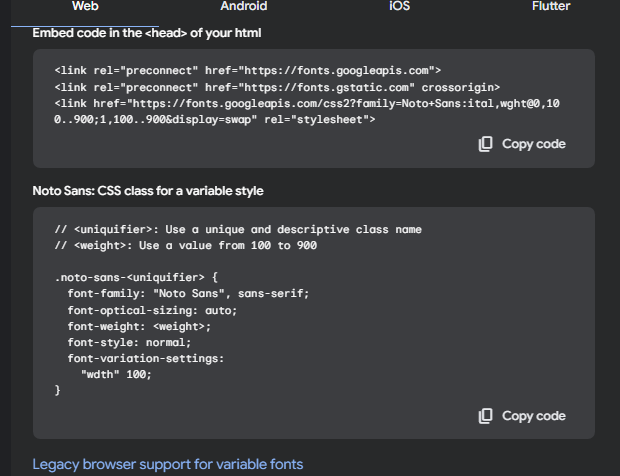 Web Android iOS Flutter
Embed code in the <head> of your html
<link rel="preconnect" href="https://fonts.googleapis.com">
<link rel="preconnect" href="https://fonts.gstatic.com" crossorigin>
<link href="https://fonts.googleapis.com/css2?family=Noto+Sans:ital,wght@0,10
0..900;1,100..900&display=swap" rel="stylesheet">
Copy code
Noto Sans: CSS class for a variable style
// <uniquifier>: Use a unique and descriptive class name
// <weight>: Use a value from 100 to 900
.noto-sans-<uniquifier> {
  font-family: "Noto Sans", sans-serif;
  font-optical-sizing: auto;
  font-weight: <weight>;
  font-style: normal;
  font-variation-settings:
    "wdth" 100;
}
Copy code
Legacy browser support for variable fonts